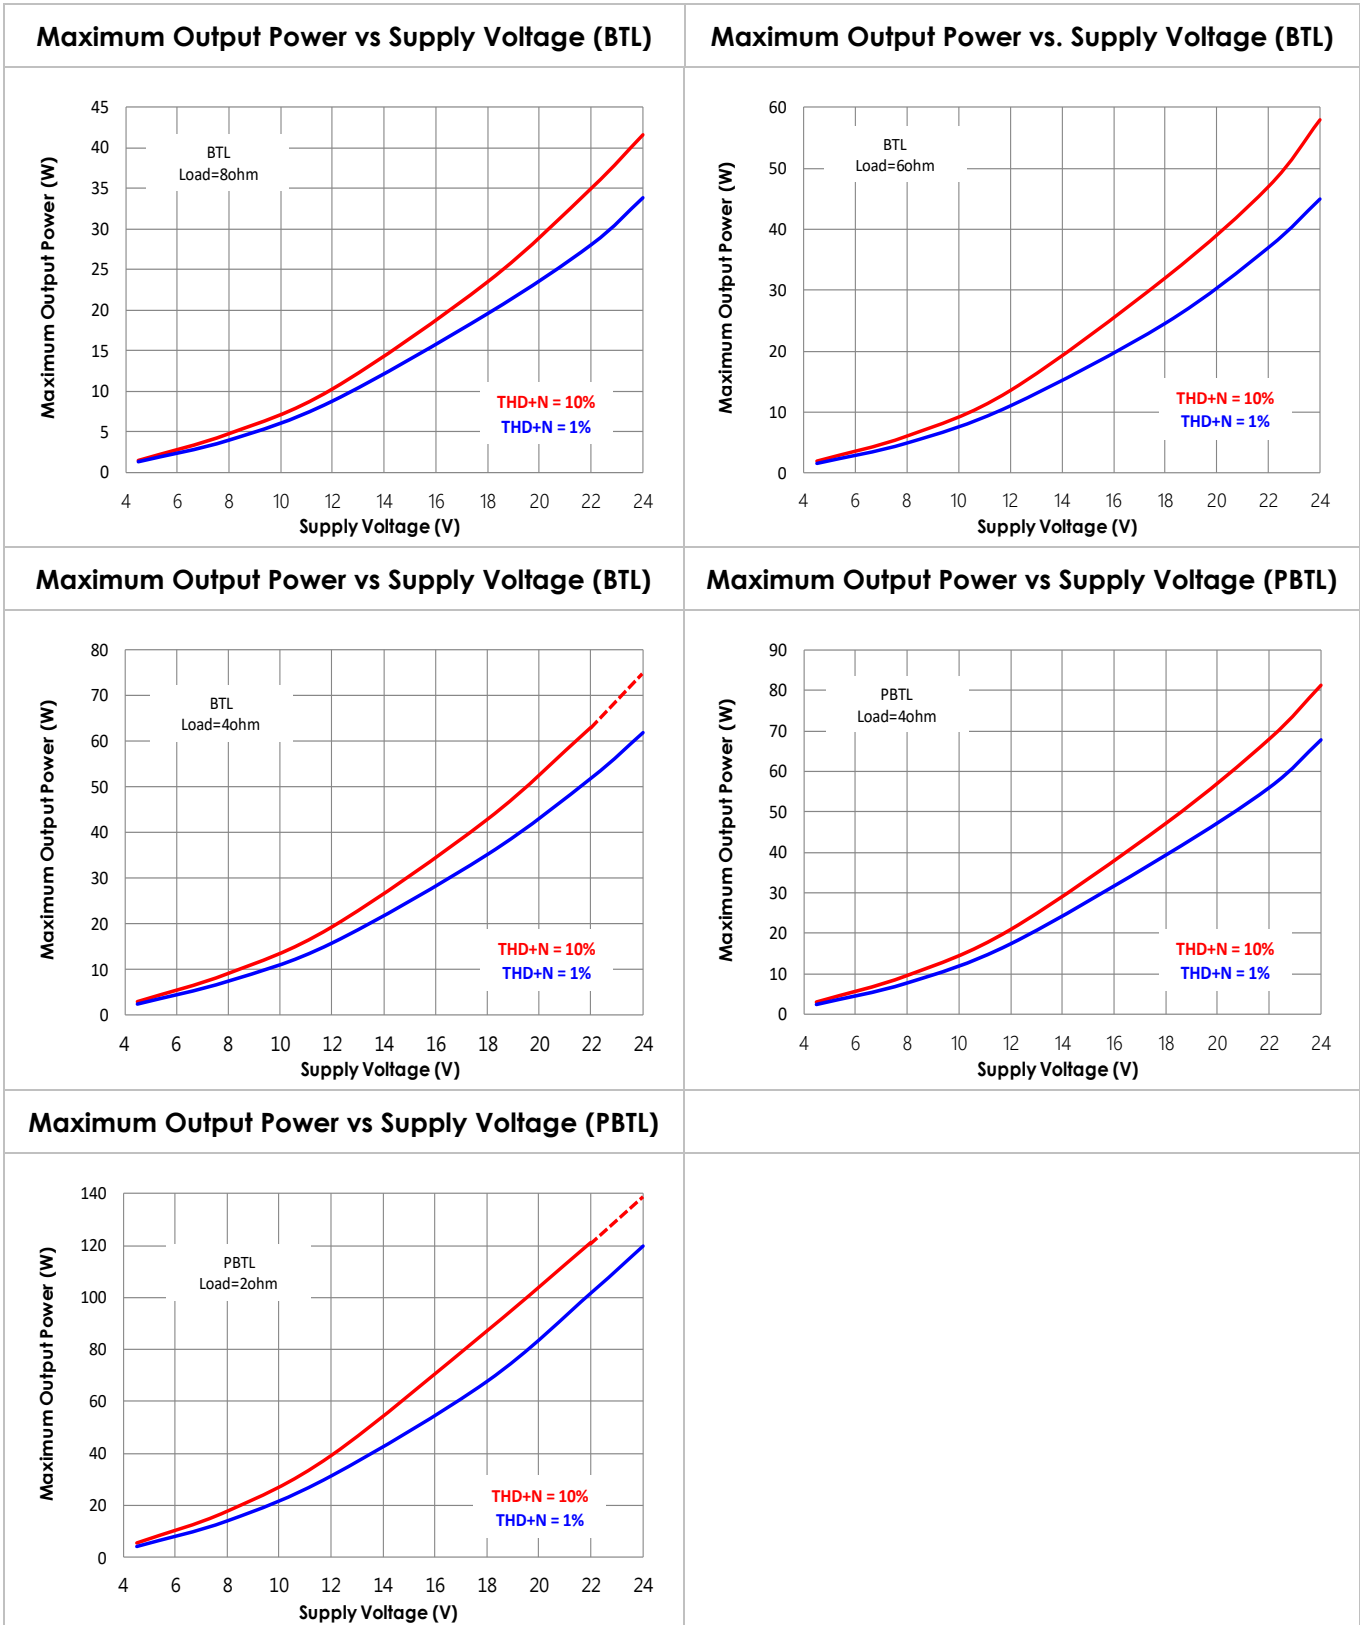 Maximum Output Power vs Supply Voltage (BTL)
Maximum Output Power vs. Supply Voltage (BTL)
Maximum Output Power (W)
45
40
35
30
25
20
15
10
5
0
BTL
Load=8ohm
THD+N = 10%
THD+N = 1%
4 6 8 10 12 14 16 18 20 22 24
Supply Voltage (V)
Maximum Output Power (W)
60
50
40
30
20
10
0
BTL
Load=6ohm
THD+N = 10%
THD+N = 1%
4 6 8 10 12 14 16 18 20 22 24
Supply Voltage (V)
Maximum Output Power vs Supply Voltage (BTL)
Maximum Output Power vs Supply Voltage (PBTL)
Maximum Output Power (W)
80
70
60
50
40
30
20
10
0
BTL
Load=4ohm
THD+N = 10%
THD+N = 1%
4 6 8 10 12 14 16 18 20 22 24
Supply Voltage (V)
Maximum Output Power (W)
90
80
70
60
50
40
30
20
10
0
PBTL
Load=4ohm
THD+N = 10%
THD+N = 1%
4 6 8 10 12 14 16 18 20 22 24
Supply Voltage (V)
Maximum Output Power vs Supply Voltage (PBTL)
Maximum Output Power (W)
140
120
100
80
60
40
20
0
PBTL
Load=2ohm
THD+N = 10%
THD+N = 1%
4 6 8 10 12 14 16 18 20 22 24
Supply Voltage (V)